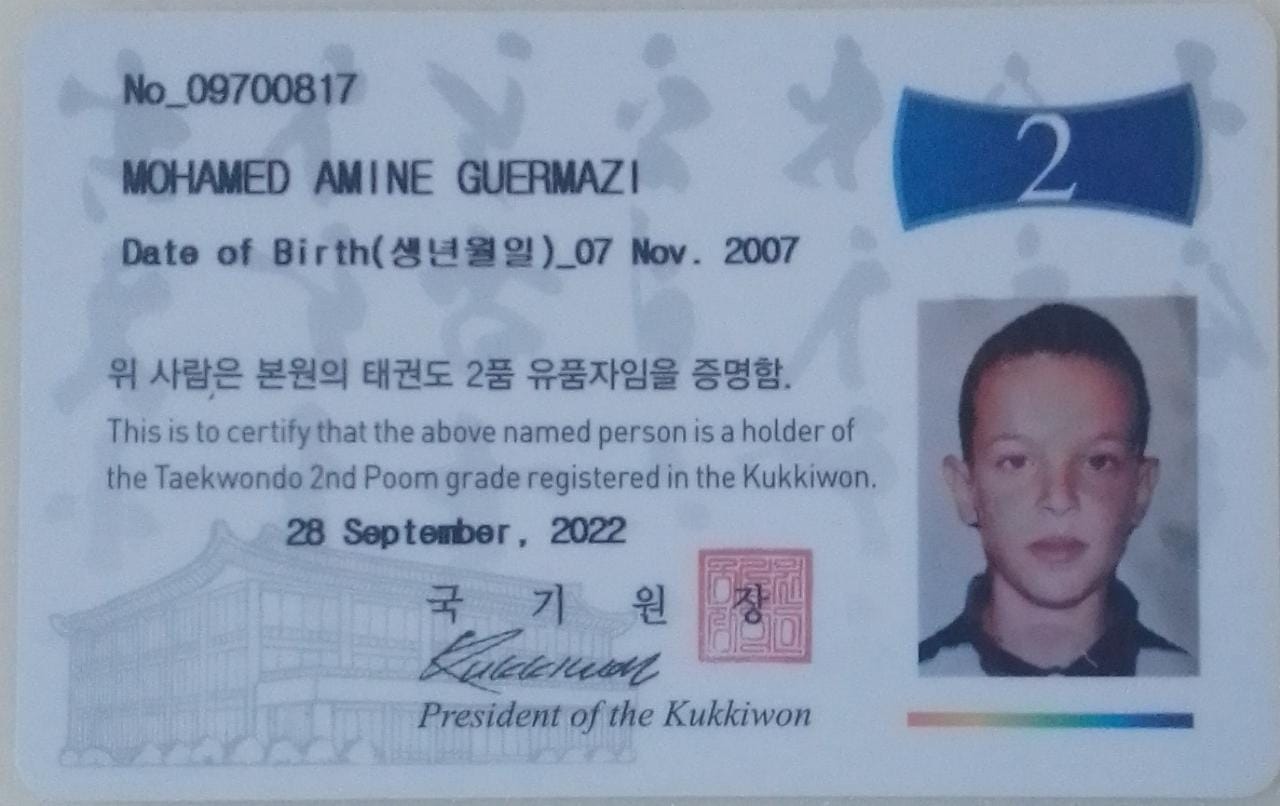 No_09700817
2
MOHAMED AMINE GUERMAZI
Date of Birth(생년월일)_07 Nov. 2007
위 사람은 본원의 태권도 2품 유품자임을 증명함.
This is to certify that the above named person is a holder of
the Taekwondo 2nd Poom grade registered in the Kukkiwon.
28 September, 2022
국 기 원 장
Kukkiwon
President of the Kukkiwon